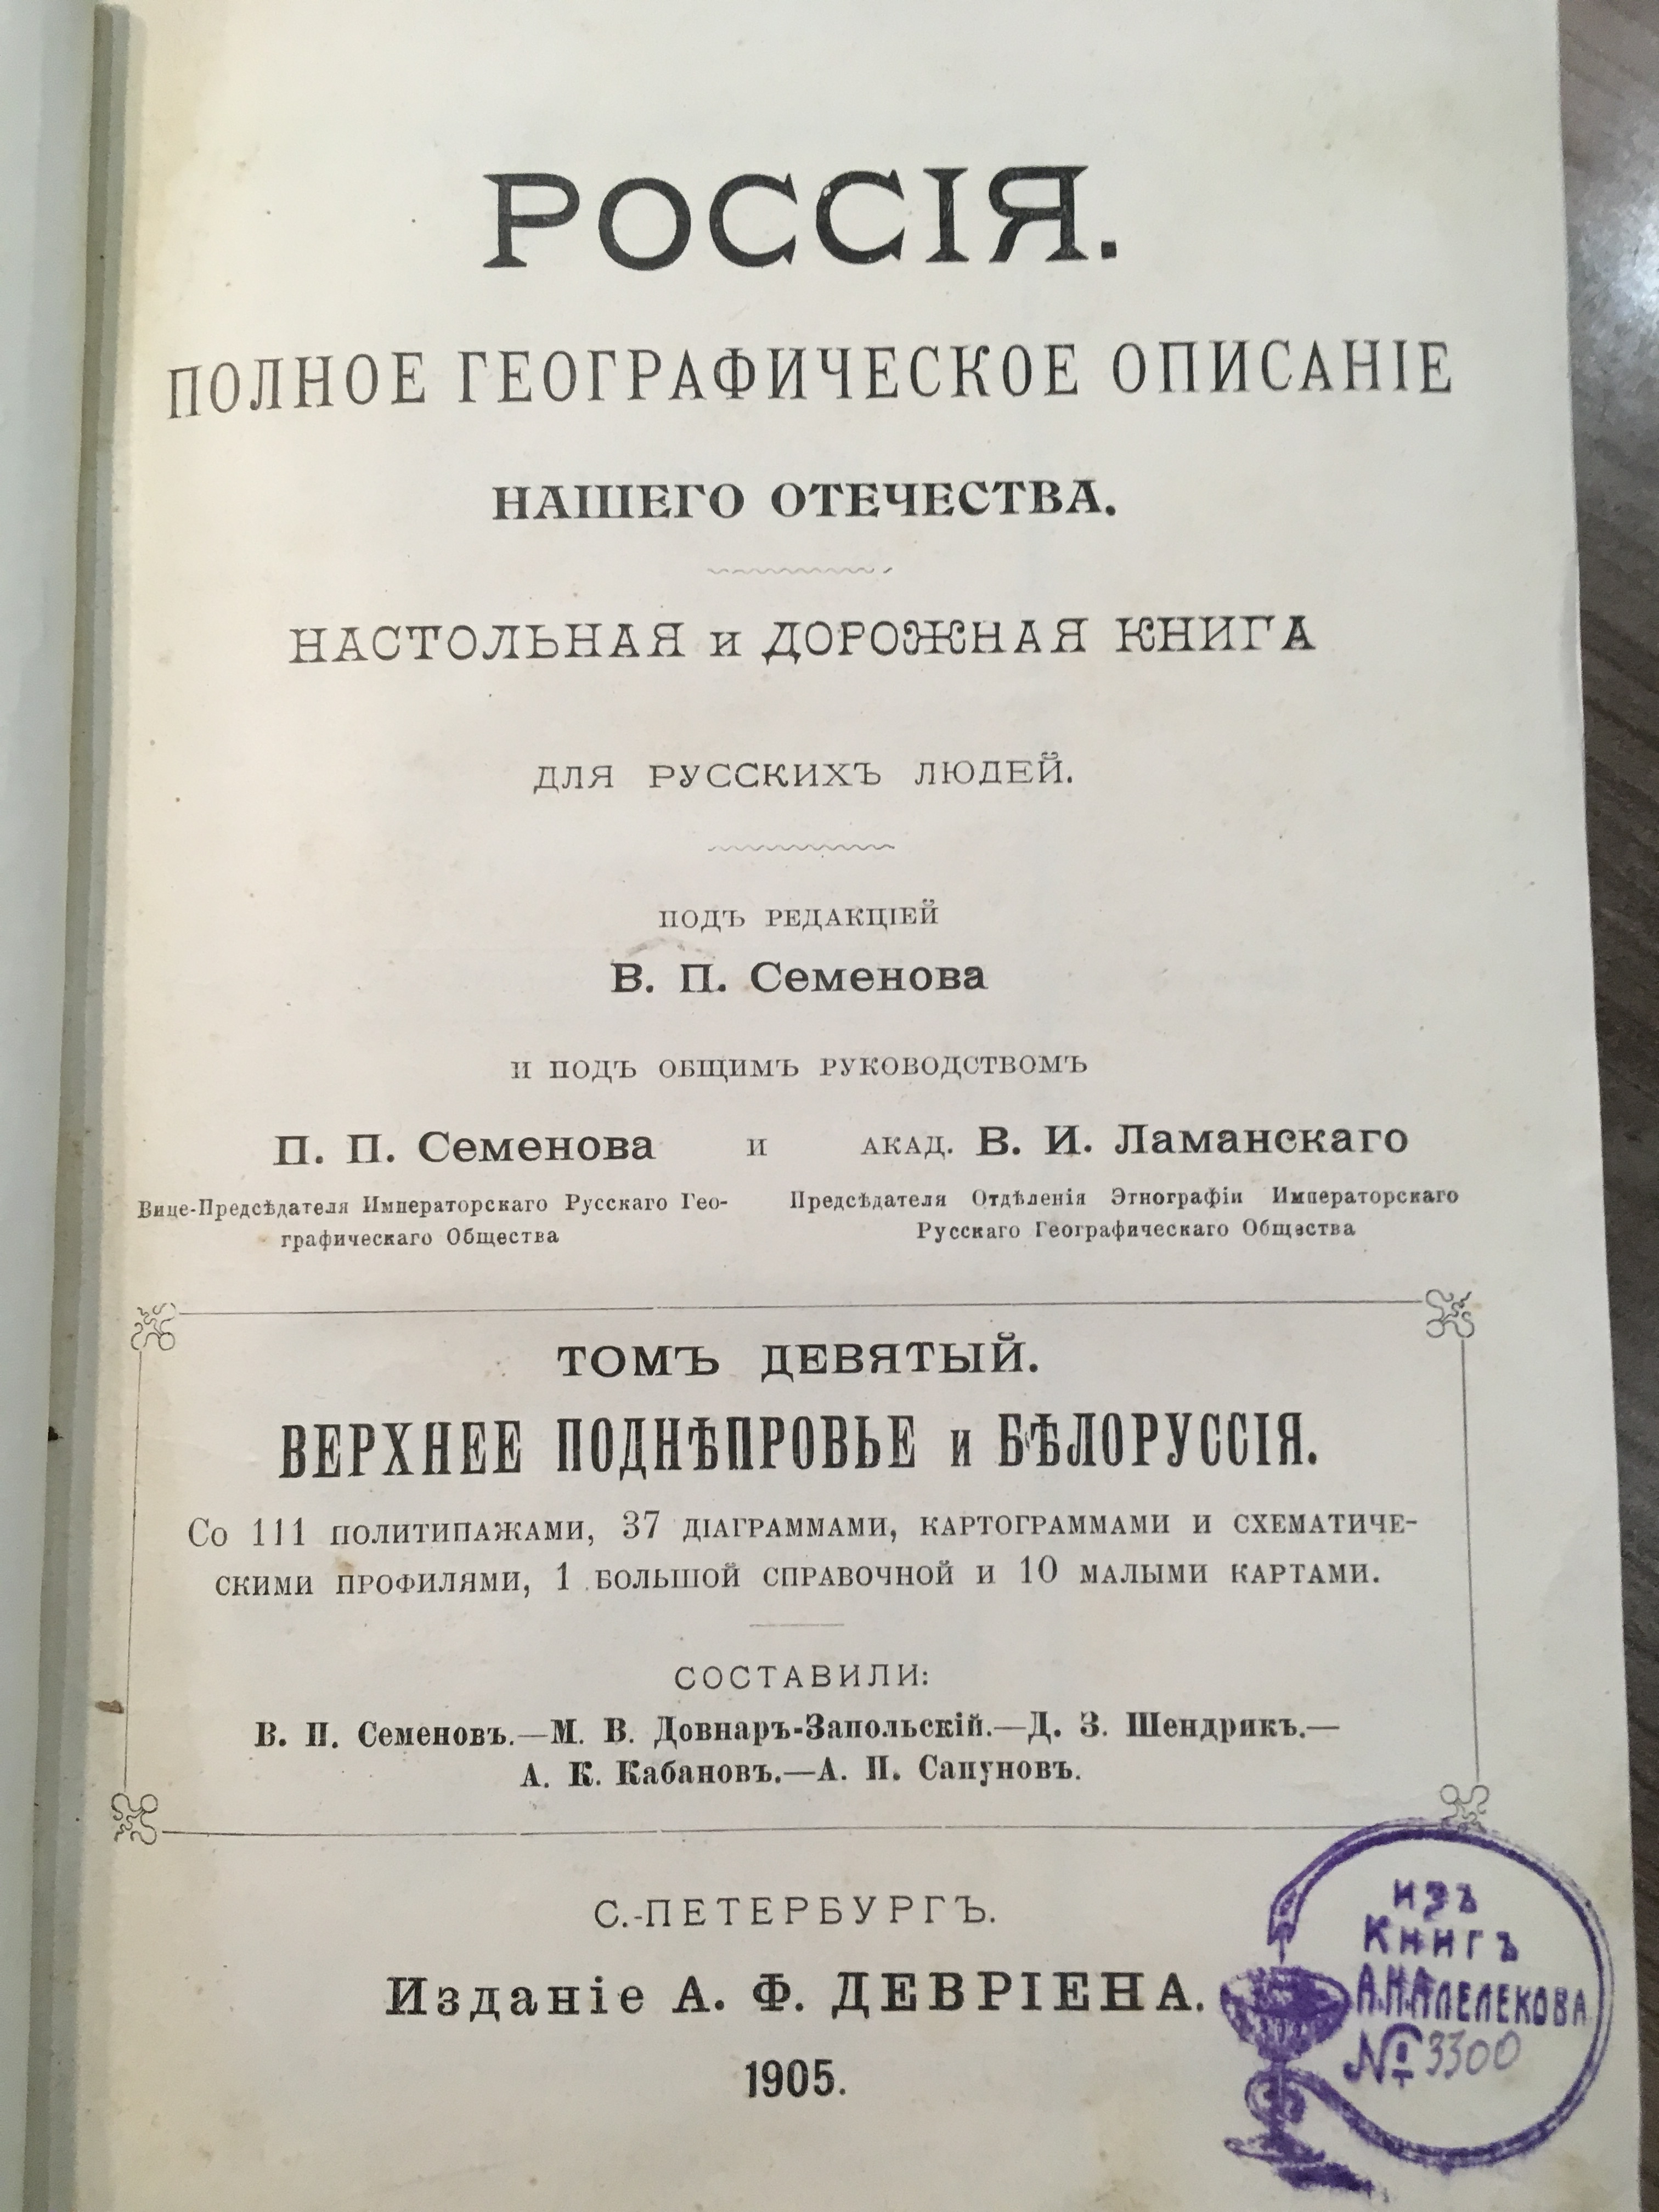 РОССІЯ.
ПОЛНОЕ ГЕОГРАФИЧЕСКОЕ ОПИСАНІЕ
НАШЕГО ОТЕЧЕСТВА.
НАСТОЛЬНАЯ и ДОРОЖНАЯ КНИГА
ДЛЯ РУССКИХЪ ЛЮДЕЙ.
ПОДЪ РЕДАКЦІЕЙ
В. П. Семенова
И ПОДЪ ОБЩИМЪ РУКОВОДСТВОМЪ
П. П. Семенова и АКАД. В. И. Ламанскаго
Вице-Предсѣдателя Императорскаго Русскаго Гео-
графическаго Общества
Предсѣдателя Отдѣленія Этнографіи Императорскаго
Русскаго Географическаго Общества
ТОМЪ ДЕВЯТЫЙ.
ВЕРХНЕЕ ПОДНѢПРОВЬЕ и БѢЛОРУССІЯ.
Со 111 политипажами, 37 діаграммами, картограммами и схематиче-
скими профилями, 1 большой справочной и 10 малыми картами.
СОСТАВИЛИ:
В. П. Семеновъ.—М. В. Довнаръ-Запольскій.—Д. З. Шендрикъ.—
А. К. Кабановъ.—А. П. Сапуновъ.
С.-ПЕТЕРБУРГЪ.
Изданіе А. Ф. ДЕВРІЕНА.
1905.
изъ
Книгъ
А.Н.Алелекова
№ 3300